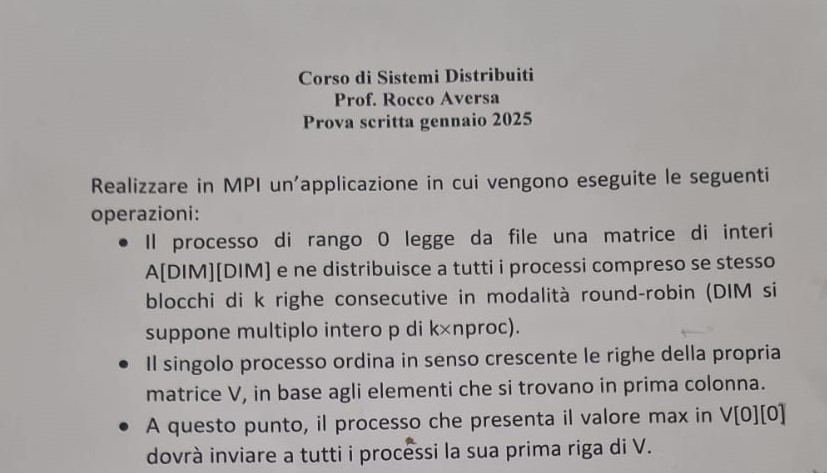 Corso di Sistemi Distribuiti
Prof. Rocco Aversa
Prova scritta gennaio 2025
Realizzare in MPI un'applicazione in cui vengono eseguite le seguenti
operazioni:
• Il processo di rango 0 legge da file una matrice di interi
A[DIM][DIM] e ne distribuisce a tutti i processi compreso se stesso
blocchi di k righe consecutive in modalità round-robin (DIM si
suppone multiplo intero p di k×nproc).
• Il singolo processo ordina in senso crescente le righe della propria
matrice V, in base agli elementi che si trovano in prima colonna.
• A questo punto, il processo che presenta il valore max in V[0][0]
dovrà inviare a tutti i processi la sua prima riga di V.